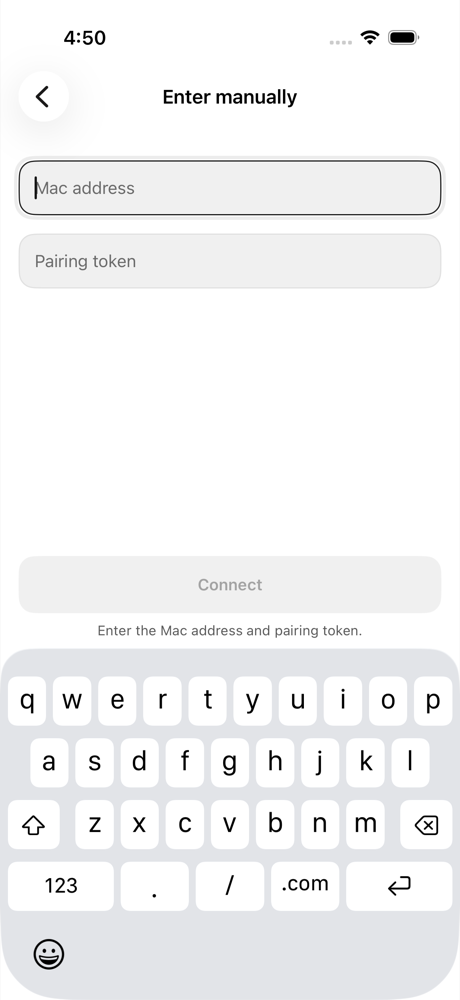 4:50
Enter manually
Mac address
Pairing token
Connect
Enter the Mac address and pairing token.
q w e r t y u i o p
a s d f g h j k l
z x c v b n m
123 . / .com